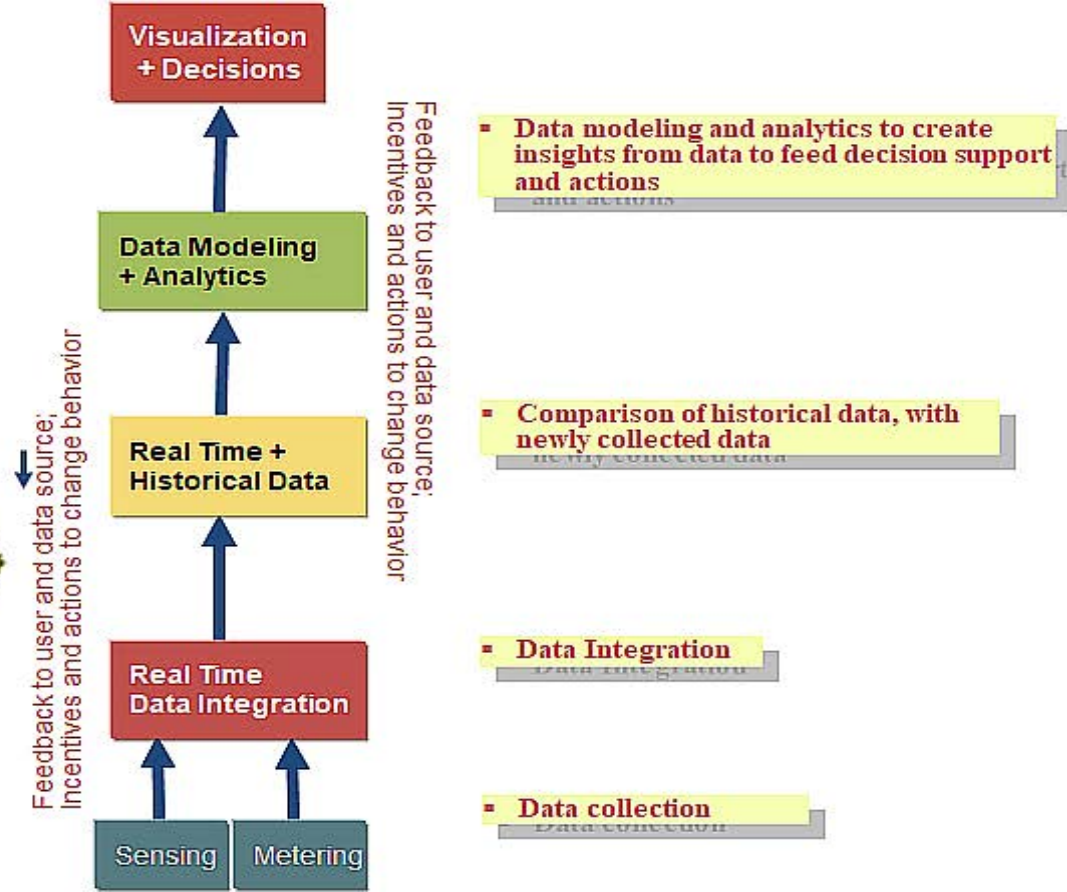 Visualization
+ Decisions
Data Modeling
+ Analytics
Real Time +
Historical Data
Real Time
Data Integration
Sensing
Metering
Feedback to user and data source;
Incentives and actions to change behavior
Feedback to user and data source;
Incentives and actions to change behavior
▪ Data modeling and analytics to create
insights from data to feed decision support
and actions
▪ Comparison of historical data, with
newly collected data
▪ Data Integration
▪ Data collection